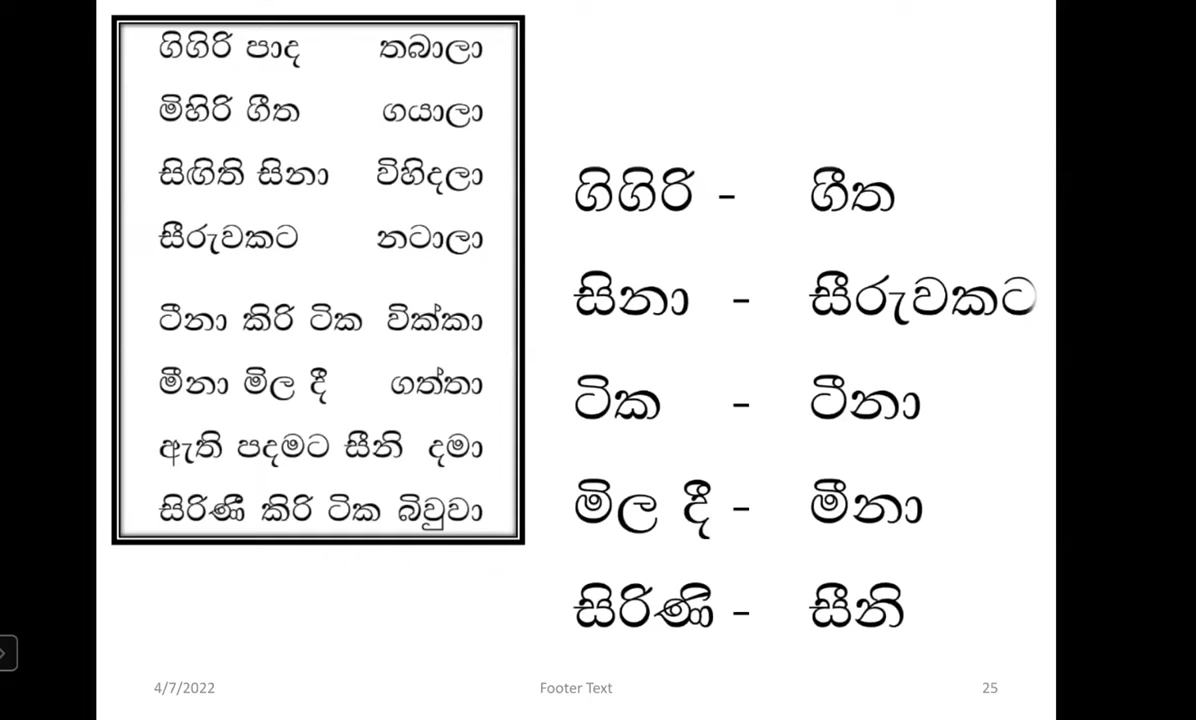 ගිගිරි පාද තබාලා
මිහිරි ගීත ගයාලා
සිඟිති සිනා විහිදලා
සීරුවකට නටාලා
ටීනා කිරි ටික වික්කා
මීනා මිල දී ගත්තා
ඇති පදමට සීනි දමා
සිරිණී කිරි ටික බිවුවා
ගිගිරි - ගීත
සිනා - සීරුවකට
ටික - ටීනා
මිල දී - මීනා
සිරිණි - සීනි
4/7/2022 Footer Text 25